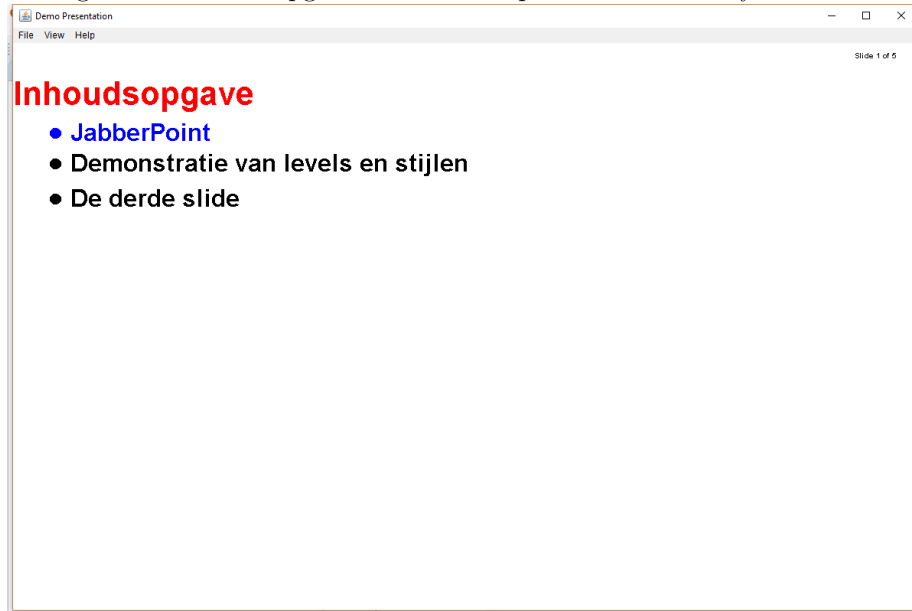 Demo Presentation
File View Help
Slide 1 of 5
Inhoudsopgave
• JabberPoint
• Demonstratie van levels en stijlen
• De derde slide